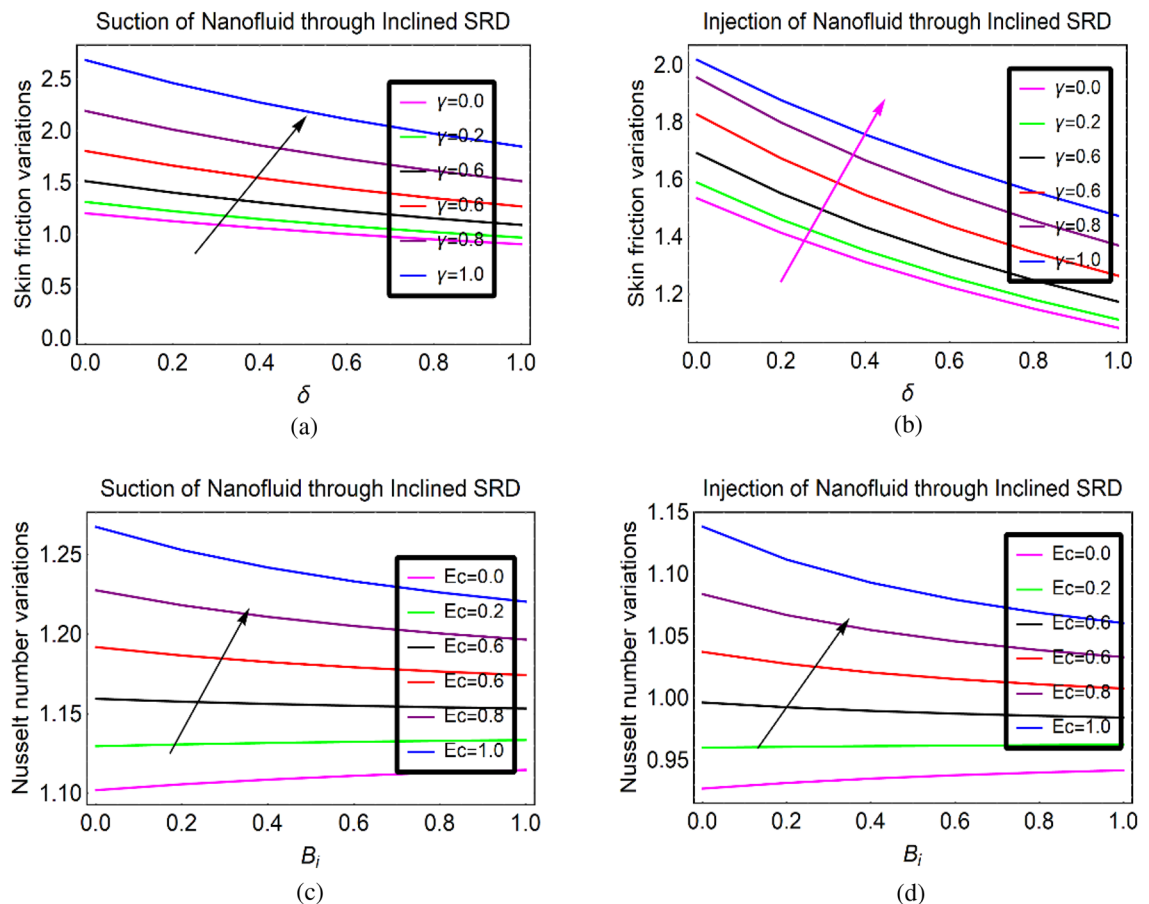 Suction of Nanofluid through Inclined SRD
Skin friction variations
2.5
2.0
1.5
1.0
0.5
0.0
γ=0.0
γ=0.2
γ=0.6
γ=0.6
γ=0.8
γ=1.0
0.0 0.2 0.4 0.6 0.8 1.0
δ
(a)
Injection of Nanofluid through Inclined SRD
Skin friction variations
2.0
1.8
1.6
1.4
1.2
γ=0.0
γ=0.2
γ=0.6
γ=0.6
γ=0.8
γ=1.0
0.0 0.2 0.4 0.6 0.8 1.0
δ
(b)
Suction of Nanofluid through Inclined SRD
Nusselt number variations
1.25
1.20
1.15
1.10
Ec=0.0
Ec=0.2
Ec=0.6
Ec=0.6
Ec=0.8
Ec=1.0
0.0 0.2 0.4 0.6 0.8 1.0
Bi
(c)
Injection of Nanofluid through Inclined SRD
Nusselt number variations
1.15
1.10
1.05
1.00
0.95
Ec=0.0
Ec=0.2
Ec=0.6
Ec=0.6
Ec=0.8
Ec=1.0
0.0 0.2 0.4 0.6 0.8 1.0
Bi
(d)